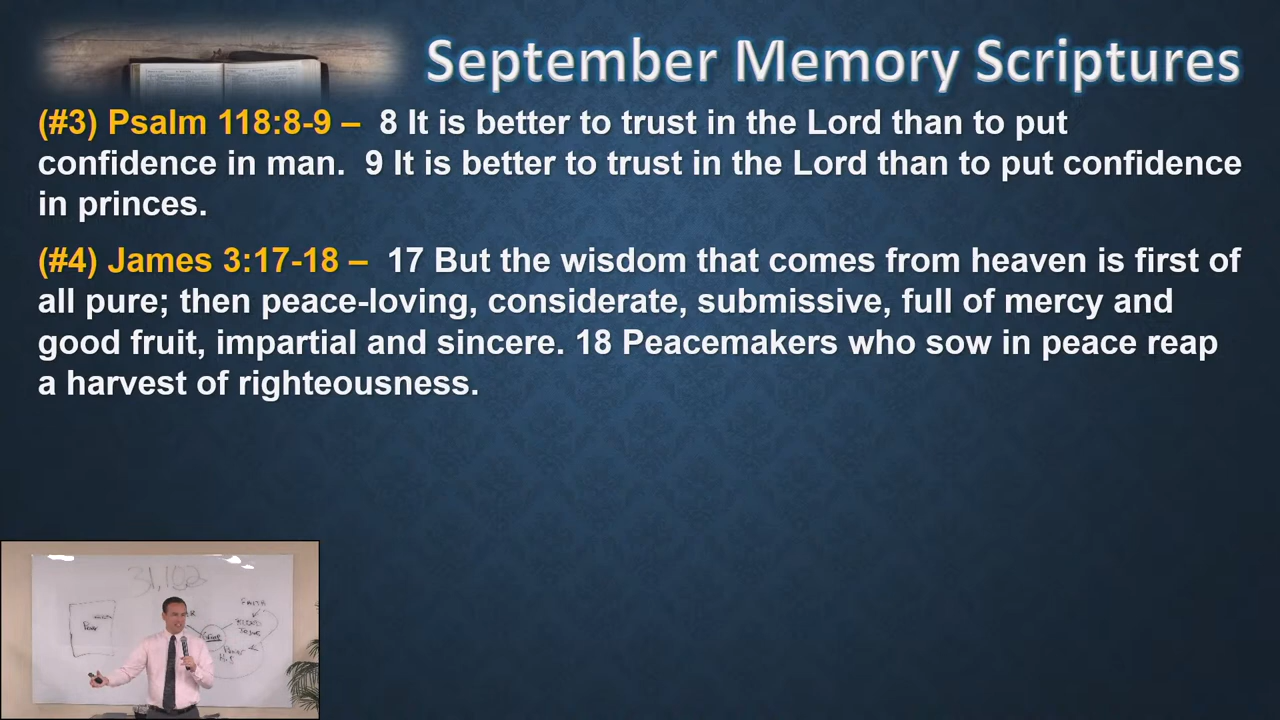 September Memory Scriptures
(#3) Psalm 118:8-9 – 8 It is better to trust in the Lord than to put
confidence in man. 9 It is better to trust in the Lord than to put confidence
in princes.
(#4) James 3:17-18 – 17 But the wisdom that comes from heaven is first of
all pure; then peace-loving, considerate, submissive, full of mercy and
good fruit, impartial and sincere. 18 Peacemakers who sow in peace reap
a harvest of righteousness.
31,102
FAITH